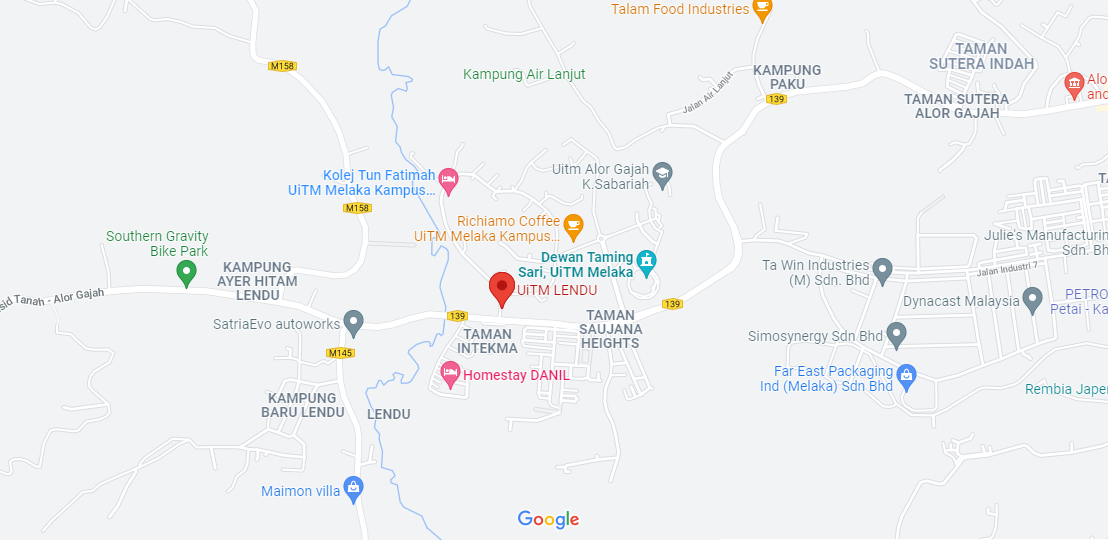 Talam Food Industries
TAMAN
SUTERA INDAH
M158
Kampung Air Lanjut
KAMPUNG
PAKU
Jalan Air Lanjut
139
TAMAN SUTERA
ALOR GAJAH
Alo
and
Kolej Tun Fatimah
UiTM Melaka Kampus...
Uitm Alor Gajah
K.Sabariah
M158
Richiamo Coffee
UiTM Melaka Kampus...
Southern Gravity
Bike Park
Dewan Taming
Sari, UiTM Melaka
KAMPUNG
AYER HITAM
LENDU
Julie's Manufacturing
Sdn. Bh
Jalan Industri 7
Ta Win Industries
(M) Sdn. Bhd
sid Tanah - Alor Gajah
UiTM LENDU
Dynacast Malaysia
PETRO
Petai - Ka
139
139
SatriaEvo autoworks
TAMAN
INTEKMA
TAMAN
SAUJANA
HEIGHTS
Simosynergy Sdn Bhd
M145
Homestay DANIL
Far East Packaging
Ind (Melaka) Sdn Bhd
Rembia Japer
KAMPUNG
BARU LENDU
LENDU
Maimon villa
Google